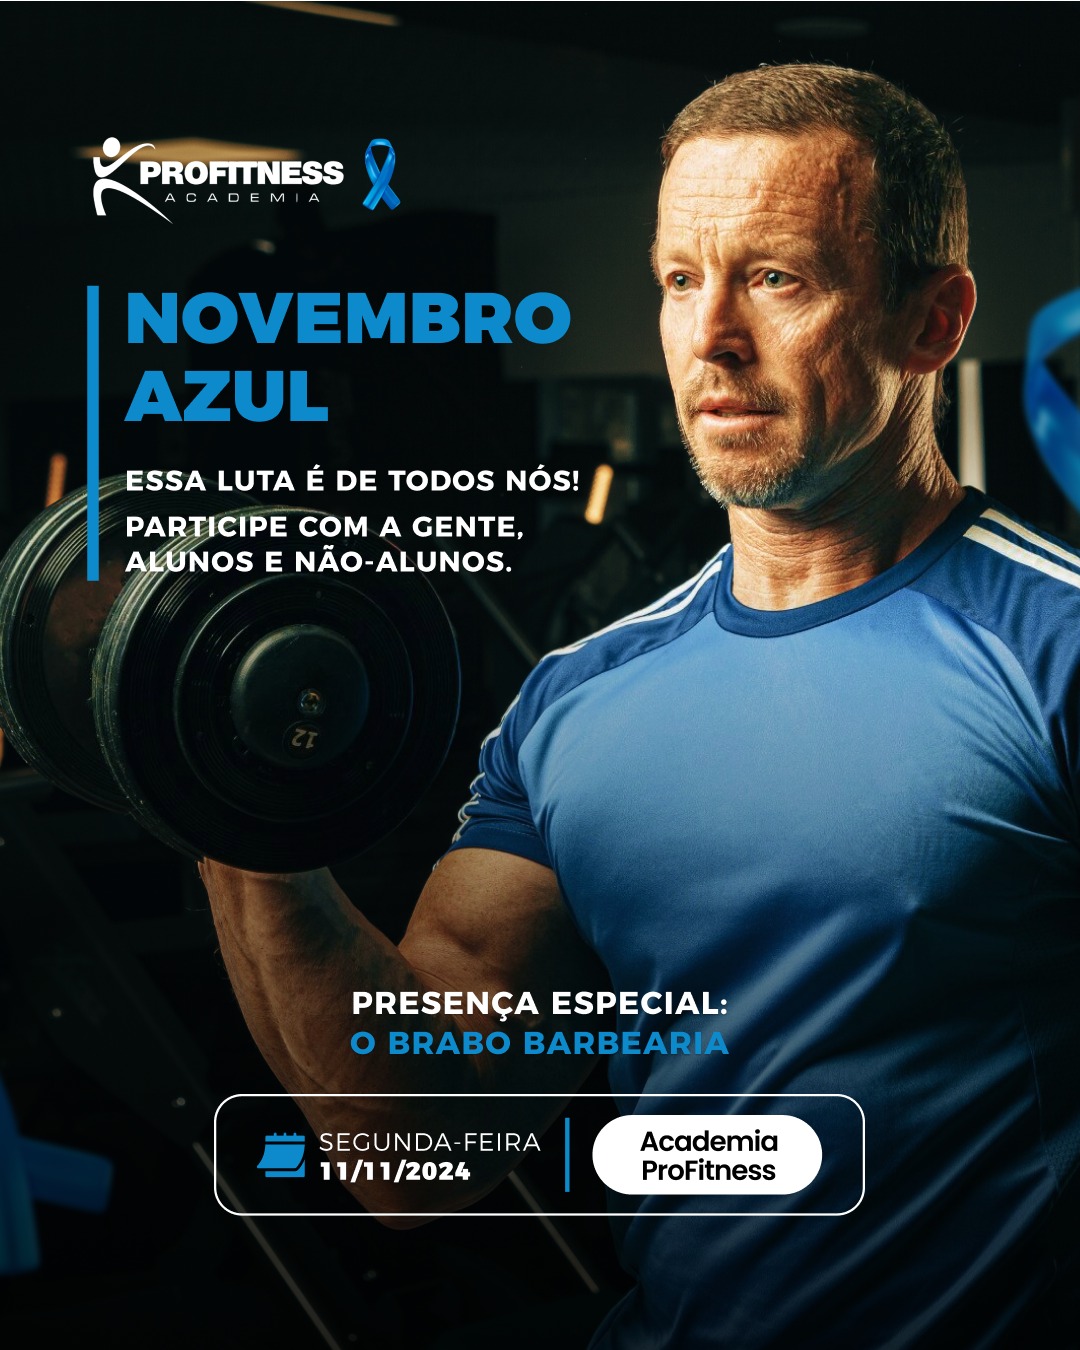 PROFITNESS
ACADEMIA
NOVEMBRO
AZUL
ESSA LUTA É DE TODOS NÓS!
PARTICIPE COM A GENTE,
ALUNOS E NÃO-ALUNOS.
12
PRESENÇA ESPECIAL:
O BRABO BARBEARIA
SEGUNDA-FEIRA
11/11/2024
Academia
ProFitness